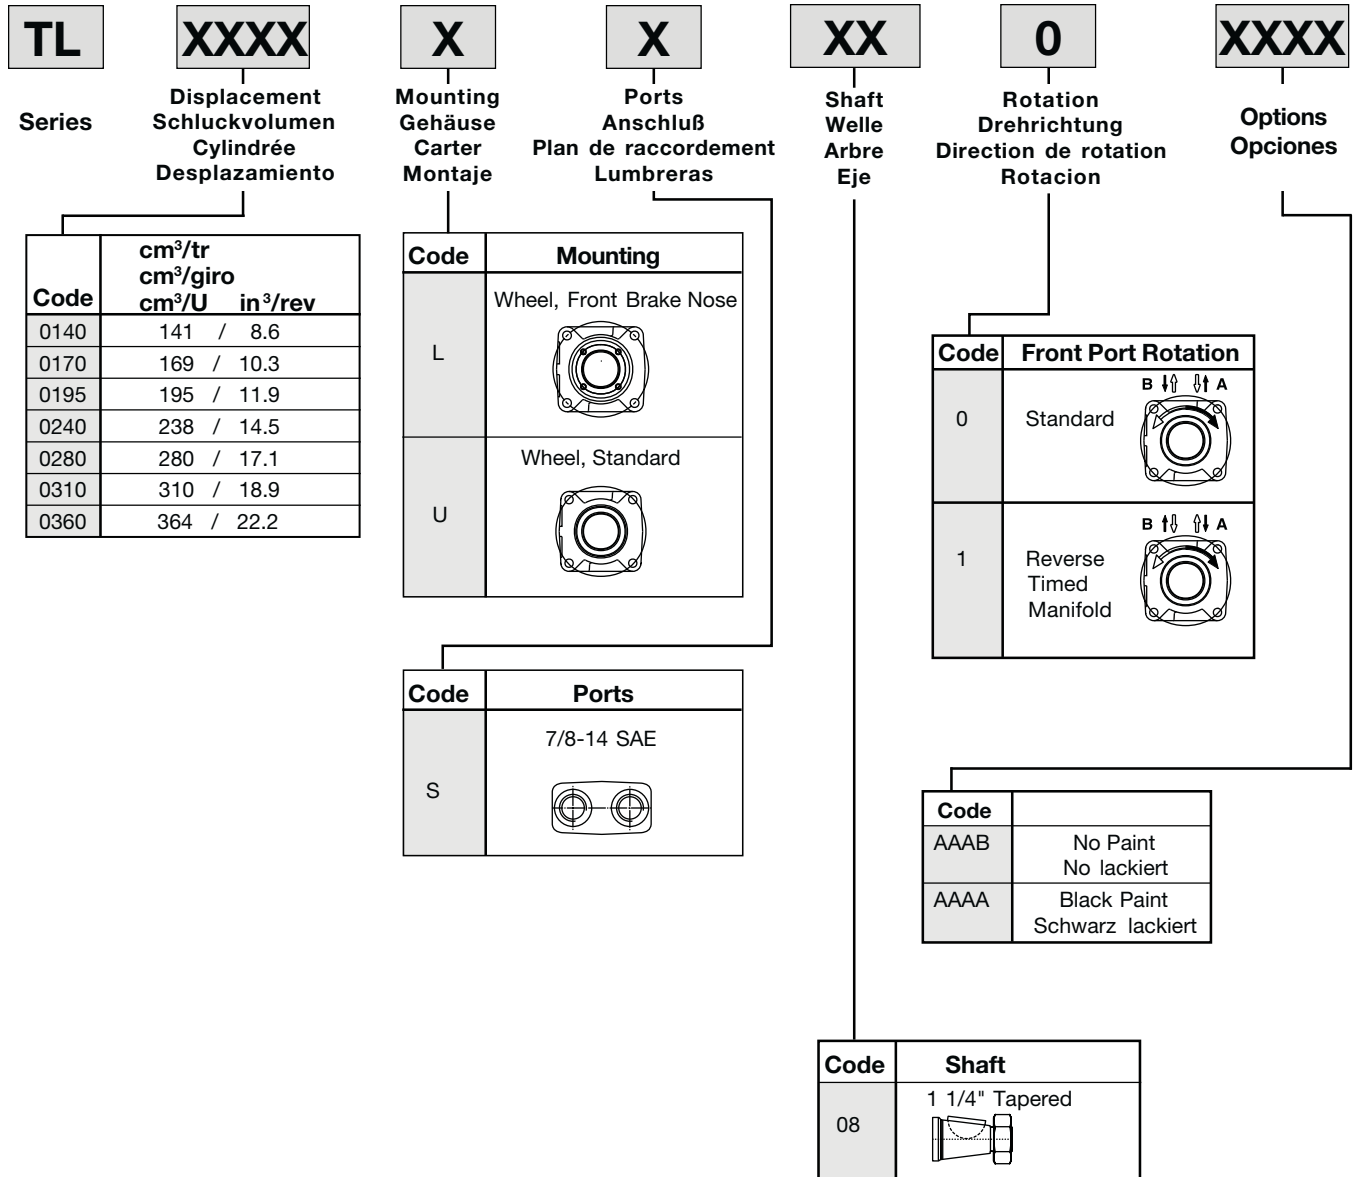 TL XXXX X X XX 0 XXXX
Series
Displacement
Schluckvolumen
Cylindrée
Desplazamiento
Mounting
Gehäuse
Carter
Montaje
Ports
Anschluß
Plan de raccordement
Lumbreras
Shaft
Welle
Arbre
Eje
Rotation
Drehrichtung
Direction de rotation
Rotacion
Options
Opciones
cm³/tr
cm³/giro
Code cm³/U in³/rev
0140 141 / 8.6
0170 169 / 10.3
0195 195 / 11.9
0240 238 / 14.5
0280 280 / 17.1
0310 310 / 18.9
0360 364 / 22.2
Code Mounting
Wheel, Front Brake Nose
L
Wheel, Standard
U
Code Ports
7/8-14 SAE
S
Code Front Port Rotation
B A
0 Standard
B A
1 Reverse
Timed
Manifold
Code
AAAB No Paint
No lackiert
AAAA Black Paint
Schwarz lackiert
Code Shaft
1 1/4" Tapered
08